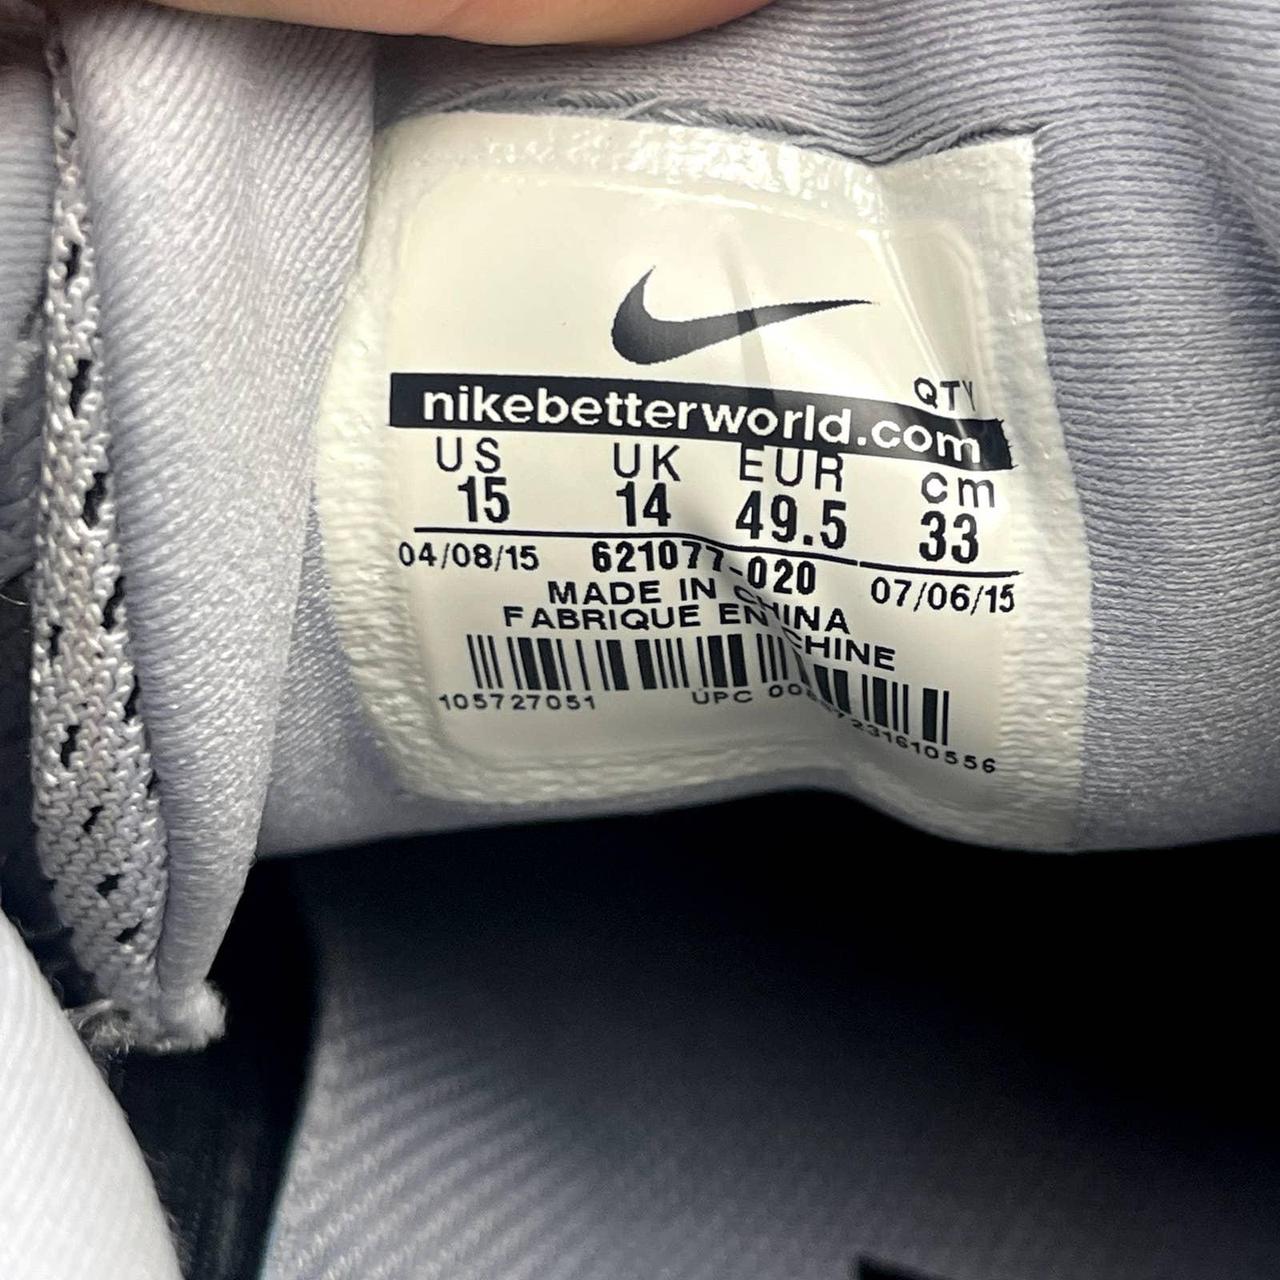 QTY
nikebetterworld.com
US UK EUR cm
15 14 49.5 33
04/08/15 621077-020 07/06/15
MADE IN CHINA
FABRIQUE EN CHINE
105727051 UPC